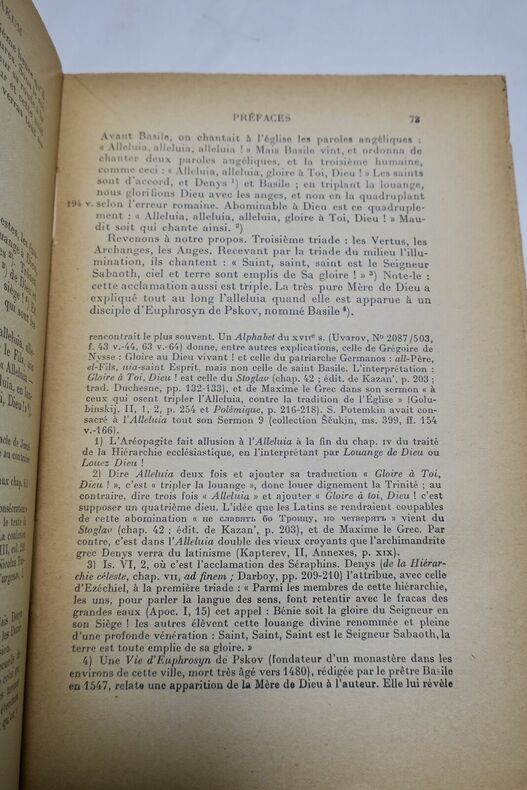 PRÉFACES 73
Avant Basile, on chantait à l'église les paroles angéliques :
« Alleluia, alleluia, alleluia ! » Mais Basile vint, et ordonna de
chanter deux paroles angéliques, et la troisième humaine,
comme ceci : « Alleluia, alleluia, gloire à Toi, Dieu ! » Les saints
sont d'accord, et Denys ¹) et Basile ; en triplant la louange,
nous glorifions Dieu avec les anges, et non en la quadruplant
194 v. selon l'erreur romaine. Abominable à Dieu est ce quadruple-
ment : « Alleluia, alleluia, alleluia, gloire à Toi, Dieu ! » Mau-
dit soit qui chante ainsi. ²)
Revenons à notre propos. Troisième triade : les Vertus, les
Archanges, les Anges. Recevant par la triade du milieu l'illu-
mination, ils chantent : « Saint, saint, saint est le Seigneur
Sabaoth, ciel et terre sont emplis de Sa gloire ! » ³) Note-le :
cette acclamation aussi est triple. La très pure Mère de Dieu a
expliqué tout au long l'alleluia quand elle est apparue à un
disciple d'Euphrosyn de Pskov, nommé Basile ⁴).
rencontrait le plus souvent. Un Alphabet du XVIIᵉ s. (Uvarov, Nº 2087/503,
f. 43 v.-44, 63 v.-64) donne, entre autres explications, celle de Grégoire de
Nysse : Gloire au Dieu vivant ! et celle du patriarche Germanos : all-Père,
el-Fils, uia-saint Esprit, mais non celle de saint Basile. L'interprétation :
Gloire à Toi, Dieu ! est celle du Stoglav (chap. 42 ; édit. de Kazan', p. 203 ;
trad. Duchesne, pp. 132-133), et de Maxime le Grec dans son sermon « à
ceux qui osent tripler l'Alleluia, contre la tradition de l'Église » (Golu-
binskij, II, 1, 2, p. 254 et Polémique, p. 216-218). S. Potemkin avait con-
sacré à l'Alleluia tout son Sermon 9 (collection Ščukin, ms. 399, ff. 154
v.-166).
1) L'Aréopagite fait allusion à l'Alleluia à la fin du chap. IV du traité
de la Hiérarchie ecclésiastique, en l'interprétant par Louange de Dieu ou
Louez Dieu !
2) Dire Alleluia deux fois et ajouter sa traduction « Gloire à Toi,
Dieu ! », c'est « tripler la louange », donc louer dignement la Trinité ; au
contraire, dire trois fois « Alleluia » et ajouter « Gloire à toi, Dieu ! c'est
supposer un quatrième dieu. L'idée que les Latins se rendraient coupables
de cette abomination « не славятъ бо Троицу, но четверятъ » vient du
Stoglav (chap. 42 ; édit. de Kazan', p. 203), et de Maxime le Grec. Par
contre, c'est dans l'Alleluia double des vieux croyants que l'archimandrite
grec Denys verra du latinisme (Kapterev, II, Annexes, p. XIX).
3) Is. VI, 2, où c'est l'acclamation des Séraphins. Denys (de la Hiérar-
chie céleste, chap. VII, ad finem ; Darboy, pp. 209-210) l'attribue, avec celle
d'Ezéchiel, à la première triade : « Parmi les membres de cette hiérarchie,
les uns, pour parler la langue des sens, font retentir avec le fracas des
grandes eaux (Apoc. I, 15) cet appel : Bénie soit la gloire du Seigneur en
son Siège ! les autres élèvent cette louange divine renommée et pleine
d'une profonde vénération : Saint, Saint, Saint est le Seigneur Sabaoth, la
terre est toute emplie de sa gloire. »
4) Une Vie d'Euphrosyn de Pskov (fondateur d'un monastère dans les
environs de cette ville, mort très âgé vers 1480), rédigée par le prêtre Basile
en 1547, relate une apparition de la Mère de Dieu à l'auteur. Elle lui révèle